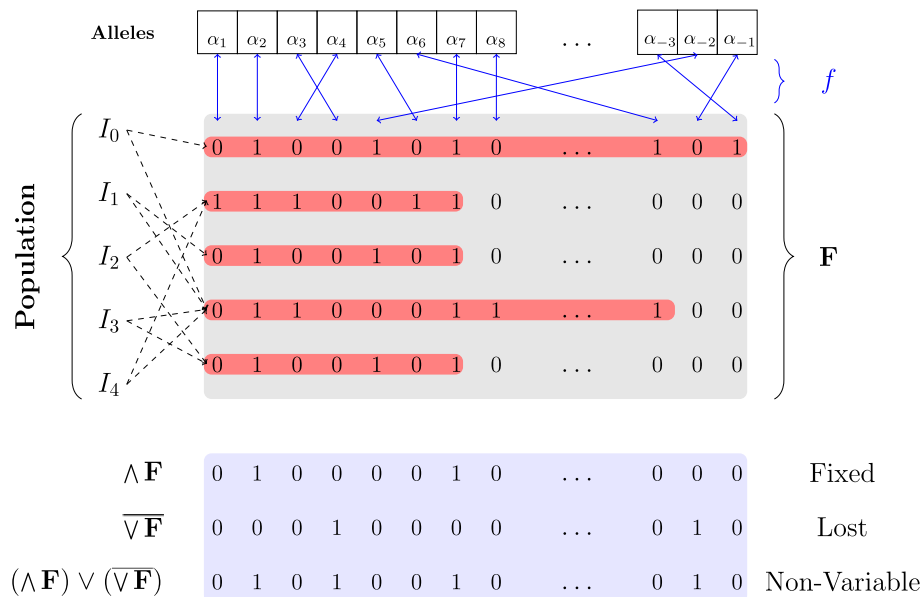 Alleles α₁ α₂ α₃ α₄ α₅ α₆ α₇ α₈ ... α₋₃ α₋₂ α₋₁
f
Population
I₀ 0 1 0 0 1 0 1 0 ... 1 0 1
I₁ 1 1 1 0 0 1 1 0 ... 0 0 0
I₂ 0 1 0 0 1 0 1 0 ... 0 0 0 F
I₃ 0 1 1 0 0 0 1 1 ... 1 0 0
I₄ 0 1 0 0 1 0 1 0 ... 0 0 0
∧ F 0 1 0 0 0 0 1 0 ... 0 0 0 Fixed
\overline{∨ F} 0 0 0 1 0 0 0 0 ... 0 1 0 Lost
(∧ F) ∨ (\overline{∨ F}) 0 1 0 1 0 0 1 0 ... 0 1 0 Non-Variable